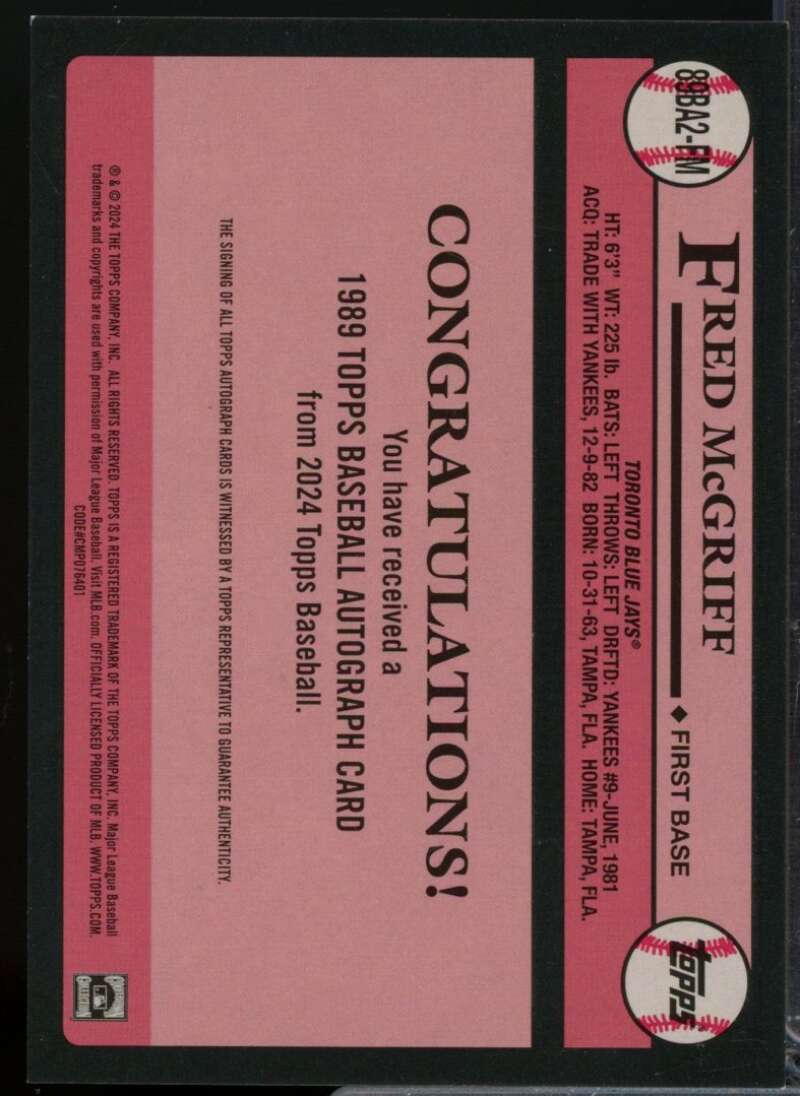 89BA2-FM
FRED McGRIFF
◆ FIRST BASE
topps®
TORONTO BLUE JAYS®
HT: 6'3" WT: 225 lb. BATS: LEFT THROWS: LEFT DRFTD: YANKEES #9-JUNE, 1981
ACQ: TRADE WITH YANKEES, 12-9-82 BORN: 10-31-63, TAMPA, FLA. HOME: TAMPA, FLA.
CONGRATULATIONS!
You have received a
1989 TOPPS BASEBALL AUTOGRAPH CARD
from 2024 Topps Baseball.
THE SIGNING OF ALL TOPPS AUTOGRAPH CARDS IS WITNESSED BY A TOPPS REPRESENTATIVE TO GUARANTEE AUTHENTICITY.
® & © 2024 THE TOPPS COMPANY, INC. ALL RIGHTS RESERVED. TOPPS IS A REGISTERED TRADEMARK OF THE TOPPS COMPANY, INC. Major League Baseball
trademarks and copyrights are used with permission of Major League Baseball. Visit MLB.com. OFFICIALLY LICENSED PRODUCT OF MLB. WWW.TOPPS.COM.
CODE#CMP076401